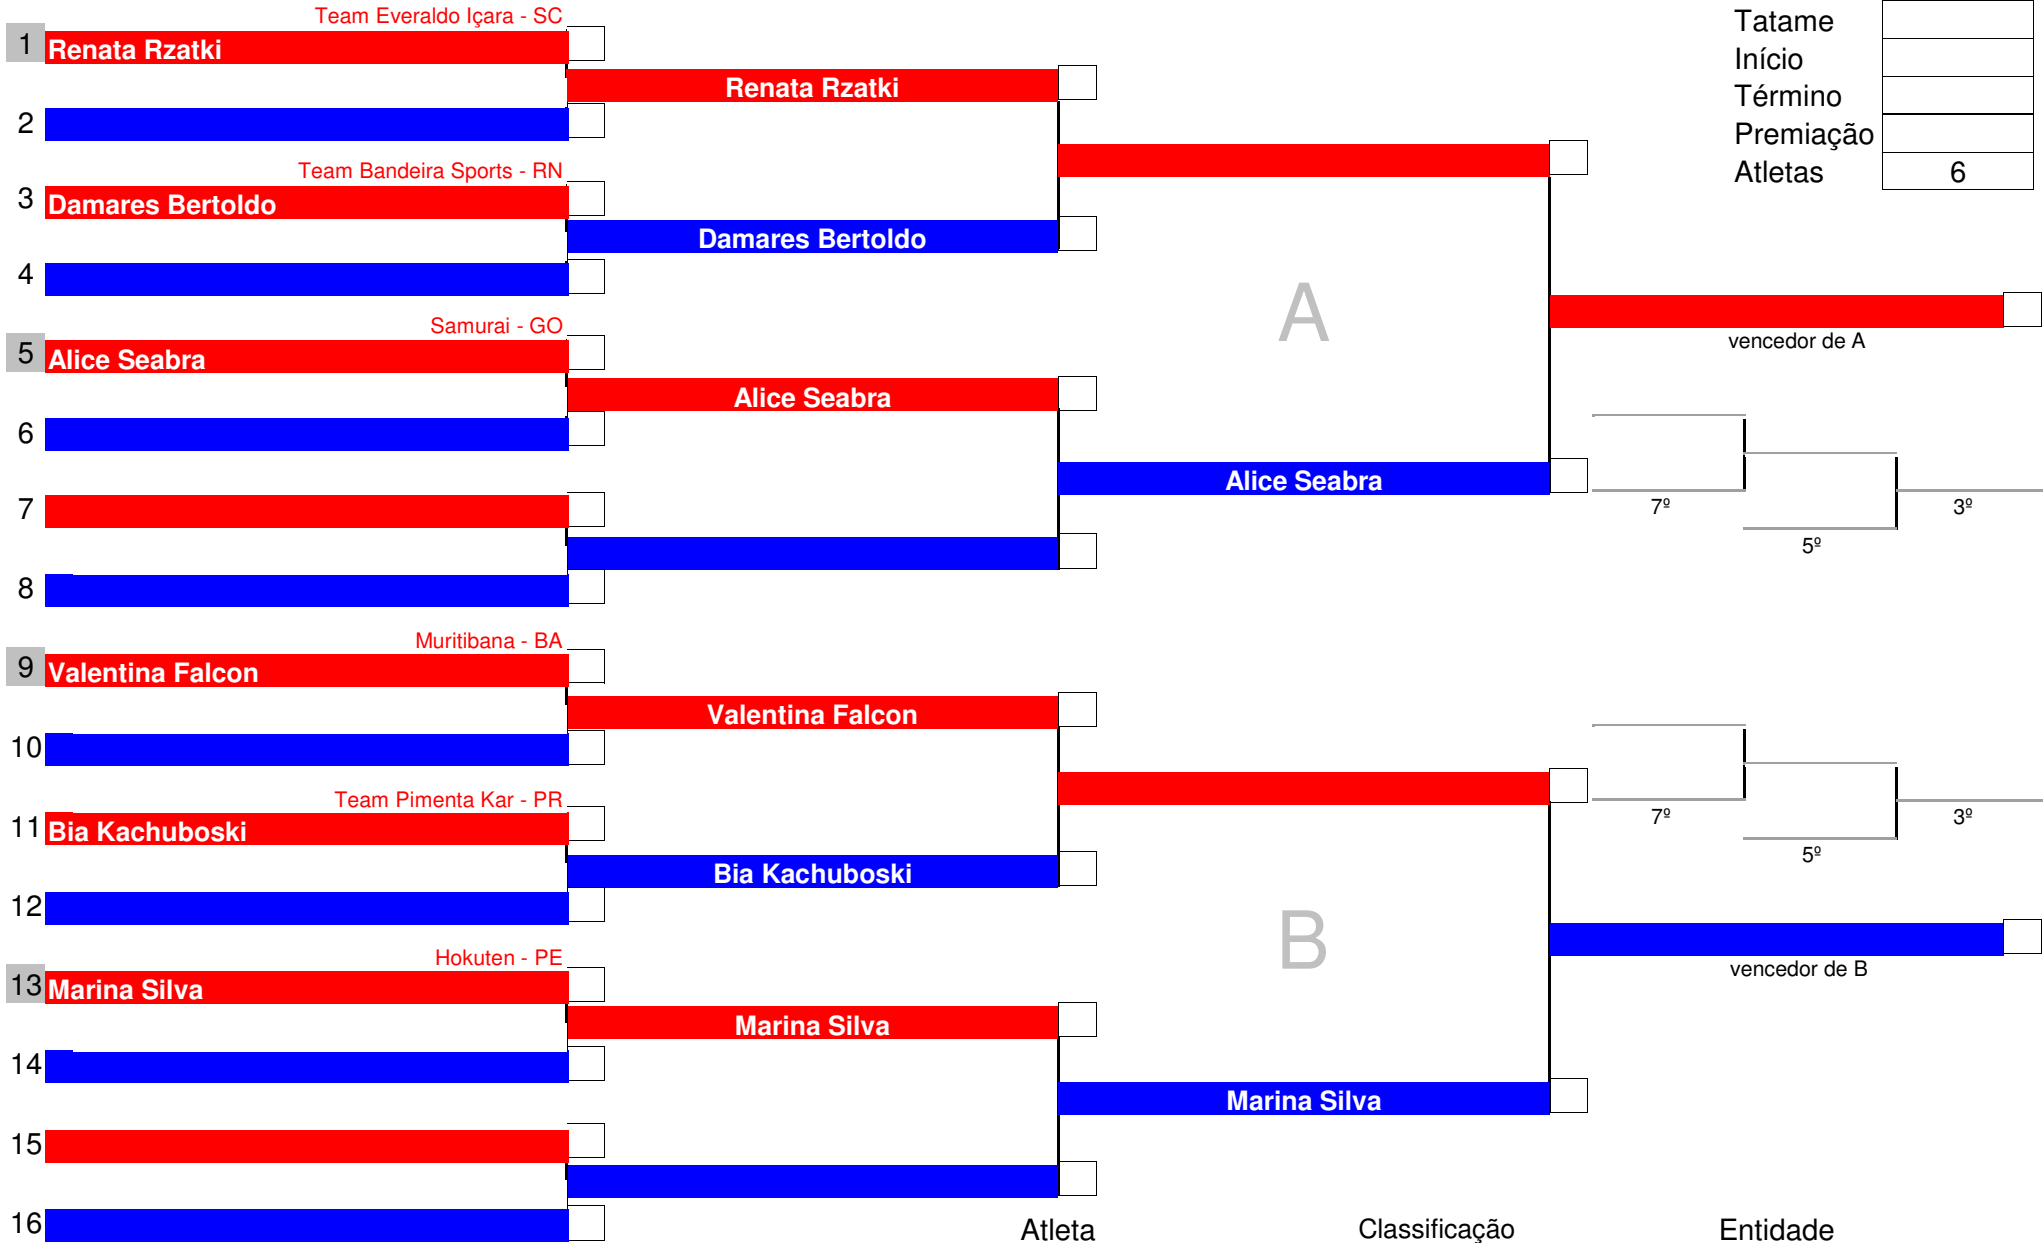 Team Everaldo Içara - SC
1 Renata Rzatki
Renata Rzatki
2
Team Bandeira Sports - RN
3 Damares Bertoldo
Damares Bertoldo
4
Samurai - GO
5 Alice Seabra
Alice Seabra
6
Alice Seabra
7
8
A
Tatame
Início
Término
Premiação
Atletas 6
vencedor de A
7º
3º
5º
Muritibana - BA
9 Valentina Falcon
Valentina Falcon
10
Team Pimenta Kar - PR
11 Bia Kachuboski
Bia Kachuboski
12
Hokuten - PE
13 Marina Silva
Marina Silva
14
Marina Silva
15
16
B
7º
3º
5º
vencedor de B
Atleta Classificação Entidade